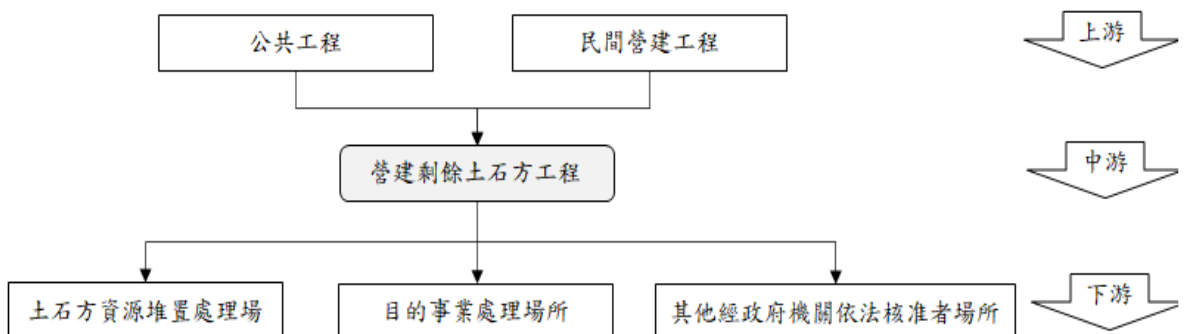 公共工程
民間營建工程
上游
營建剩餘土石方工程
中游
土石方資源堆置處理場
目的事業處理場所
其他經政府機關依法核准者場所
下游